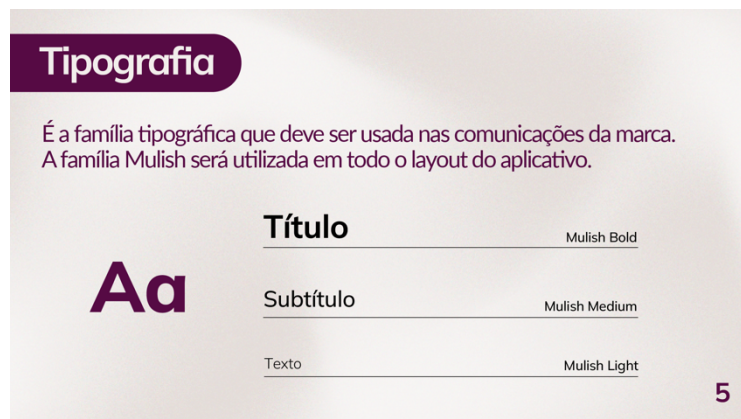 Tipografia
É a família tipográfica que deve ser usada nas comunicações da marca.
A família Mulish será utilizada em todo o layout do aplicativo.
Aa
Título
Mulish Bold
Subtítulo
Mulish Medium
Texto
Mulish Light
5